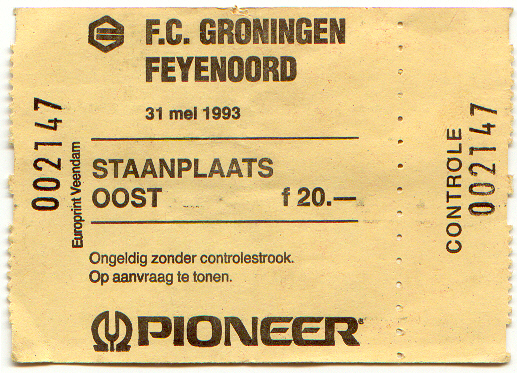 F.C. GRONINGEN
FEYENOORD
31 mei 1993
STAANPLAATS
OOST f 20.—
Ongeldig zonder controlestrook.
Op aanvraag te tonen.
PIONEER®
002147
Europrint Veendam
CONTROLE
002147